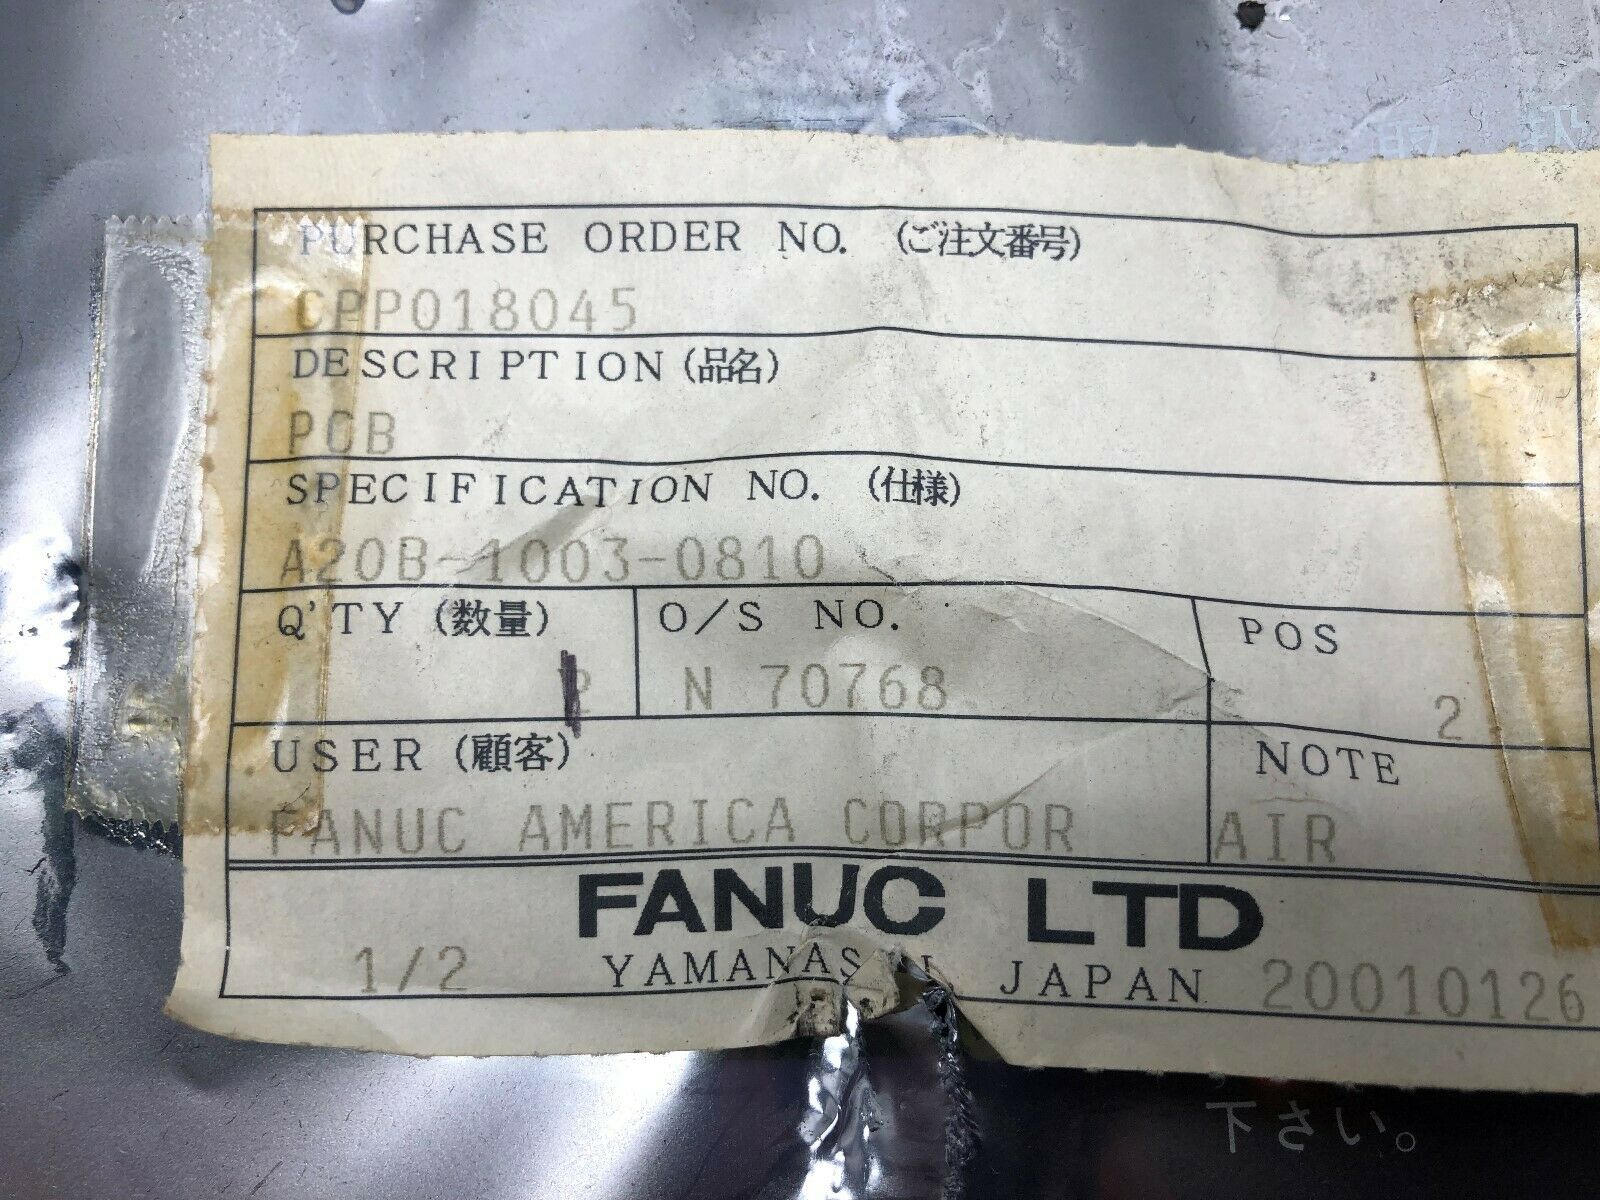 取 扱
PURCHASE ORDER NO. (ご注文番号)
CPP018045
DESCRIPTION (品名)
PCB
SPECIFICATION NO. (仕様)
A20B-1003-0810
Q'TY (数量) O/S NO. POS
N 70768 2
USER (顧客) NOTE
FANUC AMERICA CORPOR AIR
FANUC LTD
1/2 JAPAN 20010126
下さい。